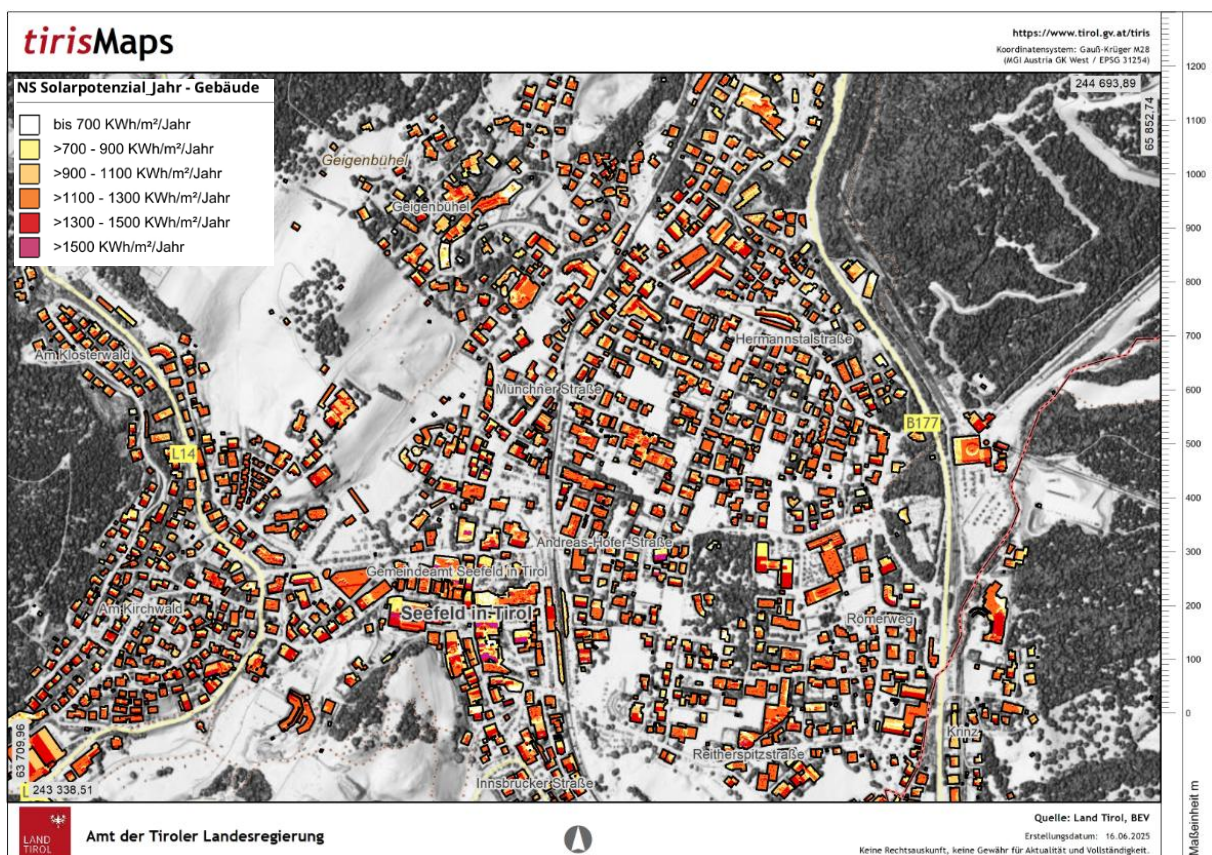 tirisMaps
https://www.tirol.gv.at/tiris
Koordinatensystem: Gauß-Krüger M28
(MGI Austria GK West / EPSG 31254)
NS Solarpotenzial_Jahr - Gebäude
bis 700 KWh/m²/Jahr
>700 - 900 KWh/m²/Jahr
>900 - 1100 KWh/m²/Jahr
>1100 - 1300 KWh/m²/Jahr
>1300 - 1500 KWh/m²/Jahr
>1500 KWh/m²/Jahr
244 693,89
65 852,74
Geigenbühel
Geigenbühel
Am Klosterwald
Hermannstalstraße
Münchner Straße
B177
L14
Andreas-Hofer-Straße
Gemeindeamt Seefeld in Tirol
Seefeld in Tirol
Am Kirchwald
Römerweg
Krinz
Reitherspitzstraße
Innsbrucker Straße
63 709,96
L
243 338,51
1200
1100
1000
900
800
700
600
500
400
300
200
100
0
Maßeinheit m
LAND
TIROL
Amt der Tiroler Landesregierung
Quelle: Land Tirol, BEV
Erstellungsdatum: 16.06.2025
Keine Rechtsauskunft, keine Gewähr für Aktualität und Vollständigkeit.